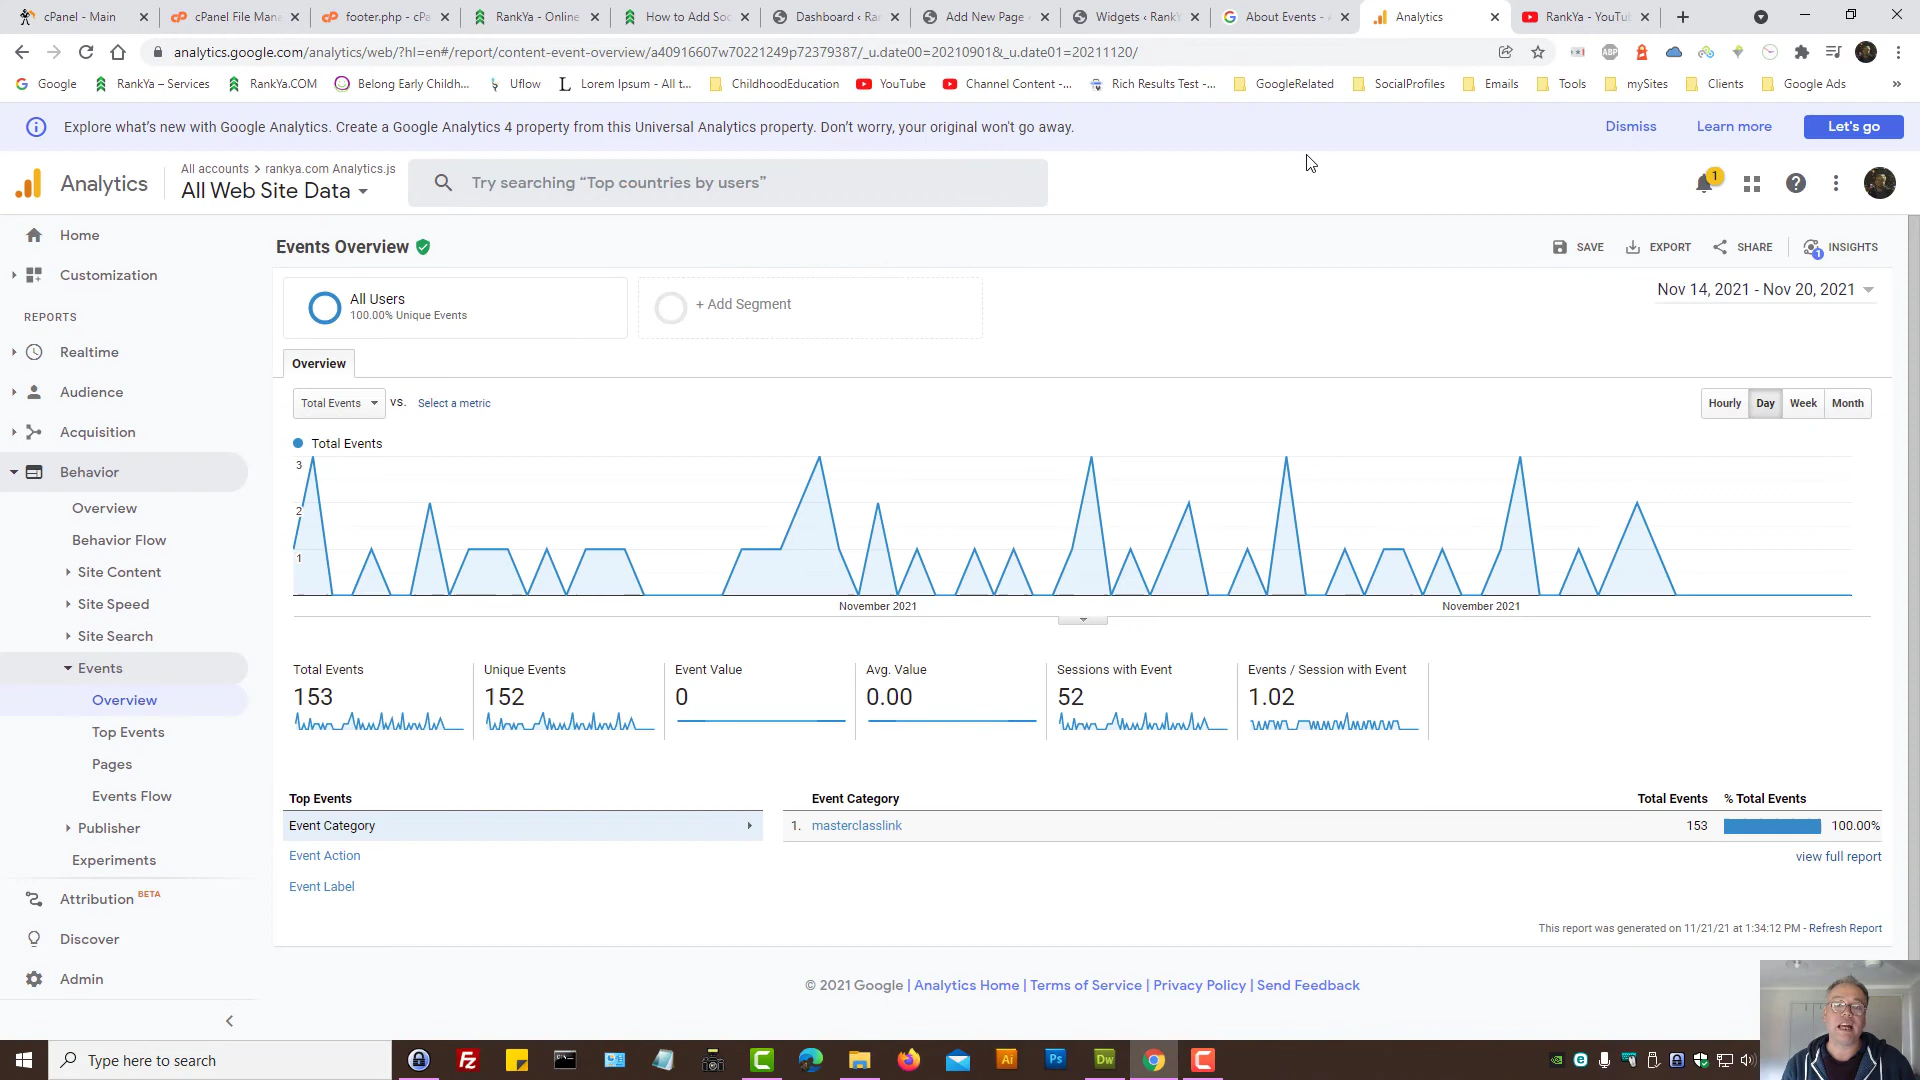 cPanel - Main
cPanel File Mana
footer.php - cPa
RankYa - Online
How to Add Soc
Dashboard ‹ Ra
Add New Page ‹
Widgets ‹ RankY
About Events - A
Analytics
RankYa - YouTu
analytics.google.com/analytics/web/?hl=en#/report/content-event-overview/a40916607w70221249p72379387/_u.date00=20210901&_u.date01=20211120/
Google
RankYa – Services
RankYa.COM
Belong Early Childh...
Uflow
Lorem Ipsum - All t...
ChildhoodEducation
YouTube
Channel Content -...
Rich Results Test -...
GoogleRelated
SocialProfiles
Emails
Tools
mySites
Clients
Google Ads
»
Explore what's new with Google Analytics. Create a Google Analytics 4 property from this Universal Analytics property. Don't worry, your original won't go away.
Dismiss
Learn more
Let's go
Analytics
All accounts > rankya.com Analytics.js
All Web Site Data
Try searching “Top countries by users”
1
Home
Customization
REPORTS
Realtime
Audience
Acquisition
Behavior
Overview
Behavior Flow
Site Content
Site Speed
Site Search
Events
Overview
Top Events
Pages
Events Flow
Publisher
Experiments
Attribution BETA
Discover
Admin
Events Overview
SAVE
EXPORT
SHARE
INSIGHTS
1
All Users
100.00% Unique Events
+ Add Segment
Nov 14, 2021 - Nov 20, 2021
Overview
Total Events
VS.
Select a metric
Hourly
Day
Week
Month
Total Events
3
2
1
November 2021
November 2021
Total Events
153
Unique Events
152
Event Value
0
Avg. Value
0.00
Sessions with Event
52
Events / Session with Event
1.02
Top Events
Event Category
Event Action
Event Label
Event Category
Total Events
% Total Events
1. masterclasslink
153
100.00%
view full report
This report was generated on 11/21/21 at 1:34:12 PM - Refresh Report
© 2021 Google | Analytics Home | Terms of Service | Privacy Policy | Send Feedback
Type here to search
Fz
Ai
Ps
Dw